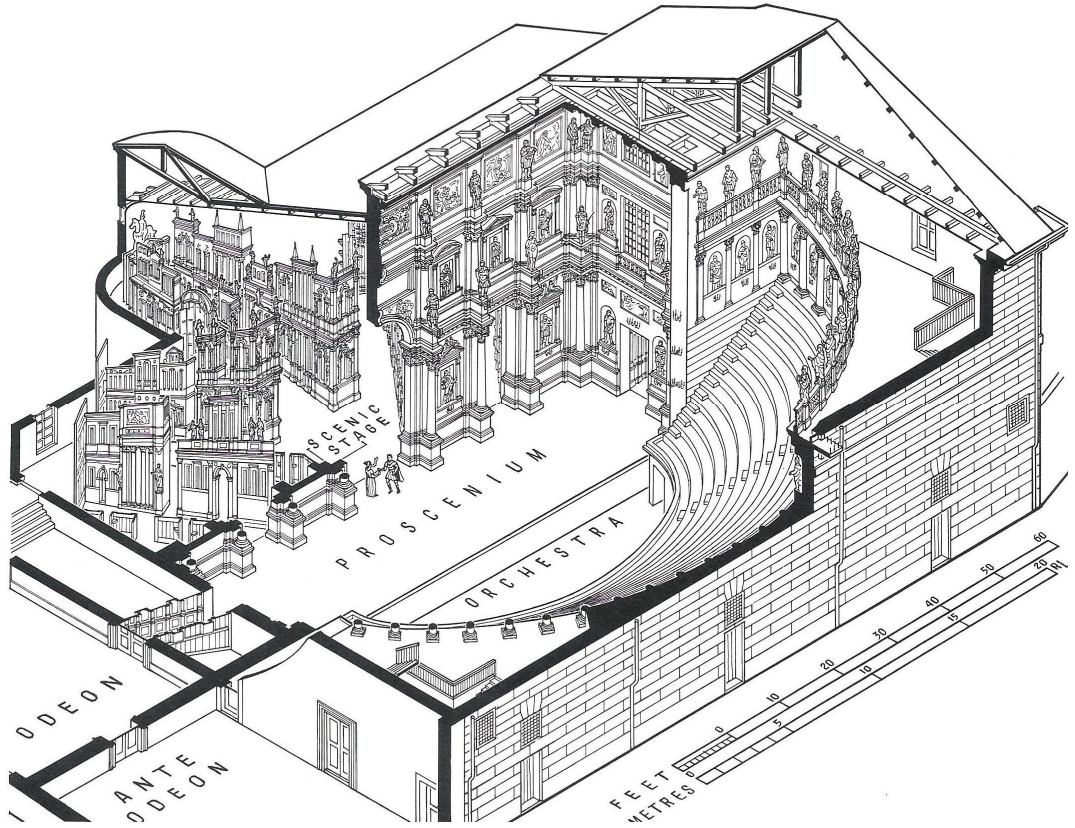 SCENIC
STAGE
PROSCENIUM
ORCHESTRA
ODEON
ANTE
ODEON
FEET
METRES
0 10 20 30 40 50 60
0 5 10 15 20
R1